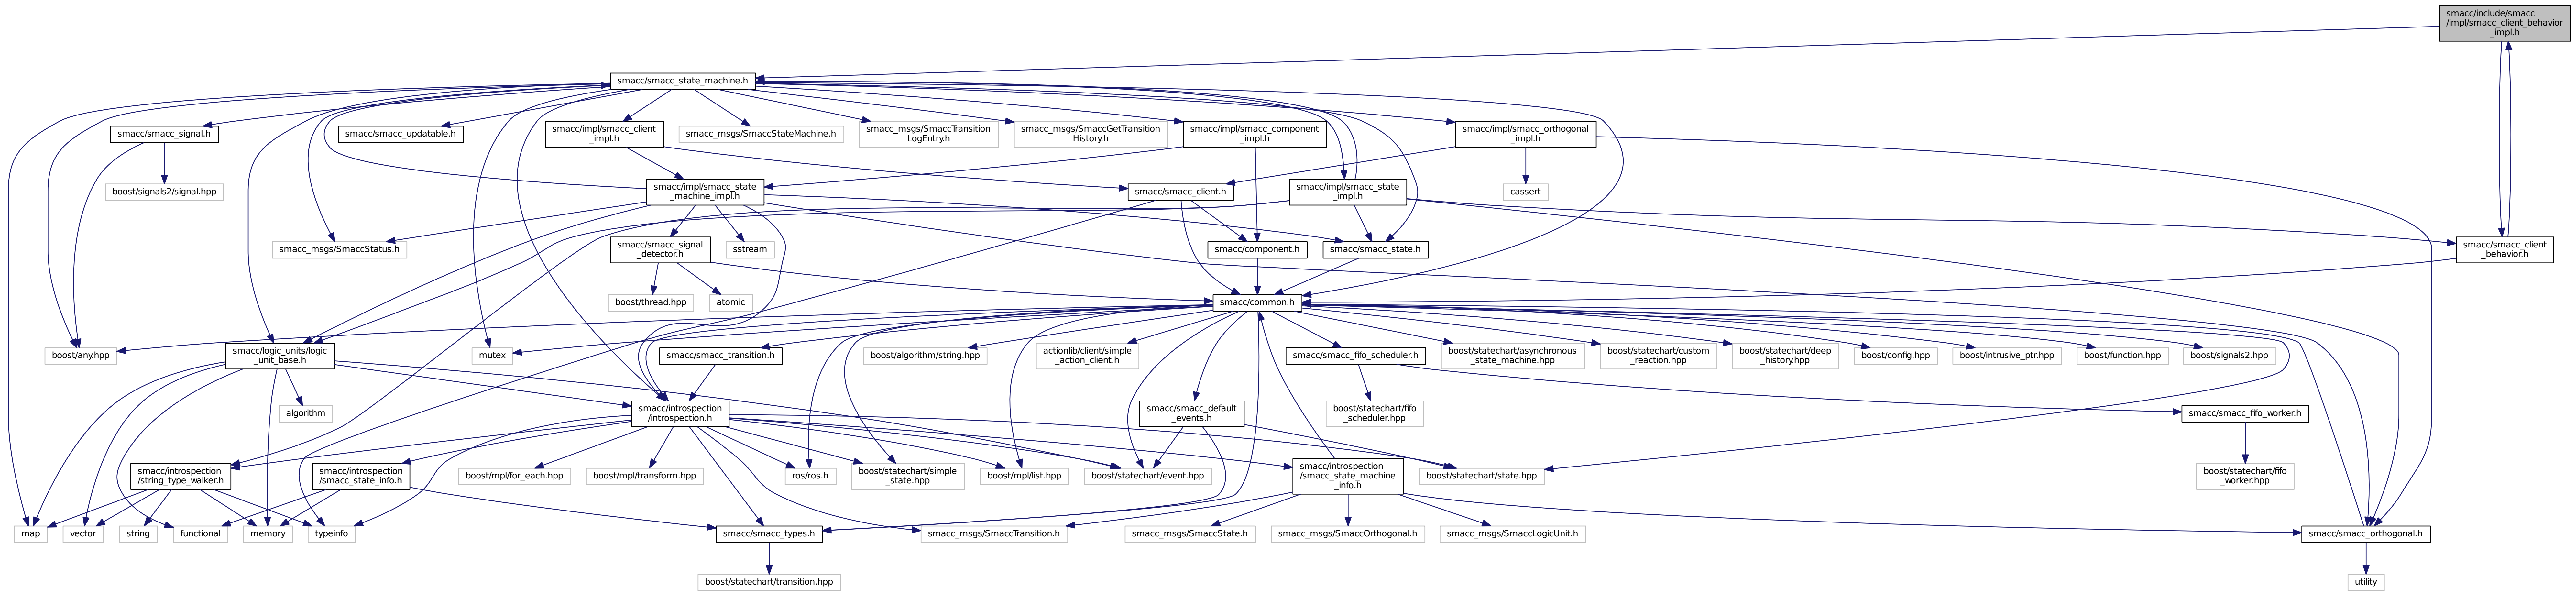 smacc/include/smacc
/impl/smacc_client_behavior
_impl.h
smacc/smacc_state_machine.h
smacc/smacc_signal.h
smacc/smacc_updatable.h
smacc/impl/smacc_client
_impl.h
smacc_msgs/SmaccStateMachine.h
smacc_msgs/SmaccTransition
LogEntry.h
smacc_msgs/SmaccGetTransition
History.h
smacc/impl/smacc_component
_impl.h
smacc/impl/smacc_orthogonal
_impl.h
boost/signals2/signal.hpp
smacc/impl/smacc_state
_machine_impl.h
smacc/smacc_client.h
smacc/impl/smacc_state
_impl.h
cassert
smacc_msgs/SmaccStatus.h
smacc/smacc_signal
_detector.h
sstream
smacc/component.h
smacc/smacc_state.h
smacc/smacc_client
_behavior.h
boost/thread.hpp
atomic
smacc/common.h
boost/any.hpp
smacc/logic_units/logic
_unit_base.h
mutex
smacc/smacc_transition.h
boost/algorithm/string.hpp
actionlib/client/simple
_action_client.h
smacc/smacc_fifo_scheduler.h
boost/statechart/asynchronous
_state_machine.hpp
boost/statechart/custom
_reaction.hpp
boost/statechart/deep
_history.hpp
boost/config.hpp
boost/intrusive_ptr.hpp
boost/function.hpp
boost/signals2.hpp
algorithm
smacc/introspection
/introspection.h
smacc/smacc_default
_events.h
boost/statechart/fifo
_scheduler.hpp
smacc/smacc_fifo_worker.h
smacc/introspection
/string_type_walker.h
smacc/introspection
/smacc_state_info.h
boost/mpl/for_each.hpp
boost/mpl/transform.hpp
ros/ros.h
boost/statechart/simple
_state.hpp
boost/mpl/list.hpp
boost/statechart/event.hpp
smacc/introspection
/smacc_state_machine
_info.h
boost/statechart/state.hpp
boost/statechart/fifo
_worker.hpp
map
vector
string
functional
memory
typeinfo
smacc/smacc_types.h
smacc_msgs/SmaccTransition.h
smacc_msgs/SmaccState.h
smacc_msgs/SmaccOrthogonal.h
smacc_msgs/SmaccLogicUnit.h
smacc/smacc_orthogonal.h
boost/statechart/transition.hpp
utility